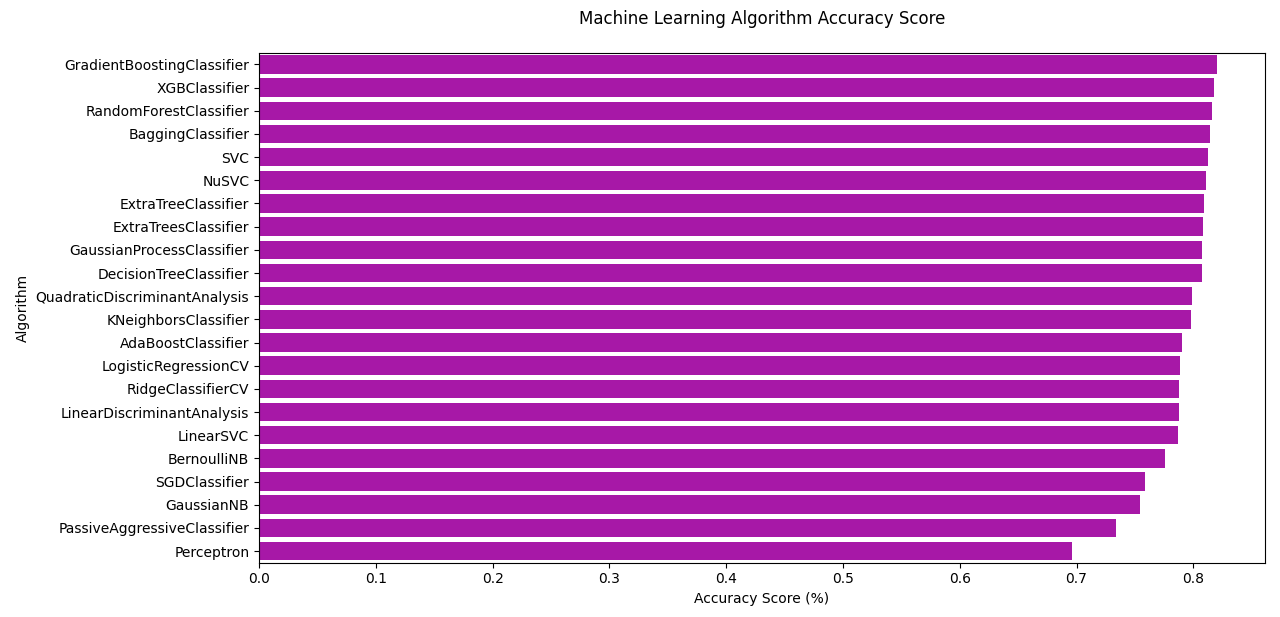 Machine Learning Algorithm Accuracy Score
Algorithm
GradientBoostingClassifier
XGBClassifier
RandomForestClassifier
BaggingClassifier
SVC
NuSVC
ExtraTreeClassifier
ExtraTreesClassifier
GaussianProcessClassifier
DecisionTreeClassifier
QuadraticDiscriminantAnalysis
KNeighborsClassifier
AdaBoostClassifier
LogisticRegressionCV
RidgeClassifierCV
LinearDiscriminantAnalysis
LinearSVC
BernoulliNB
SGDClassifier
GaussianNB
PassiveAggressiveClassifier
Perceptron
0.0 0.1 0.2 0.3 0.4 0.5 0.6 0.7 0.8
Accuracy Score (%)